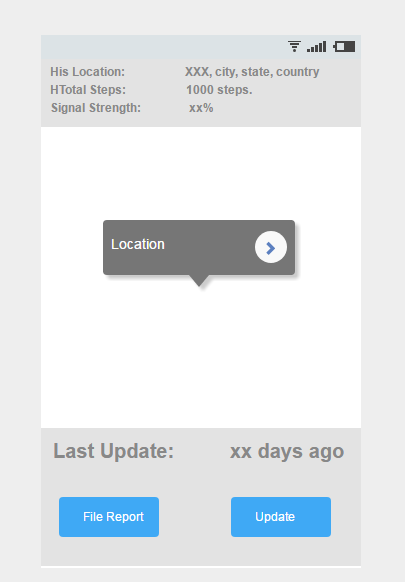 His Location: XXX, city, state, country
HTotal Steps: 1000 steps.
Signal Strength: xx%
Location
Last Update: xx days ago
File Report Update